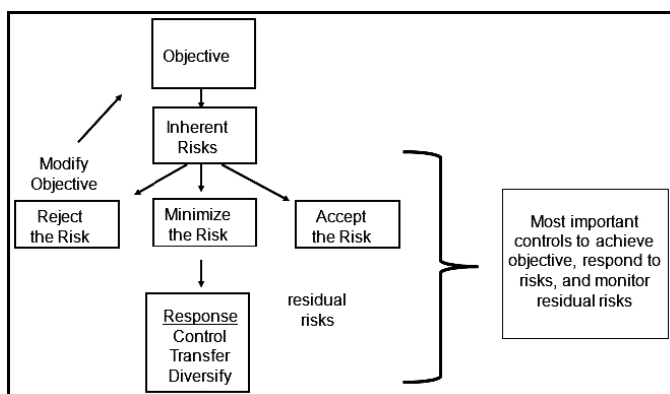 Objective
Inherent
Risks
Modify
Objective
Reject
the Risk
Minimize
the Risk
Accept
the Risk
Response
Control
Transfer
Diversify
residual
risks
Most important
controls to achieve
objective, respond to
risks, and monitor
residual risks